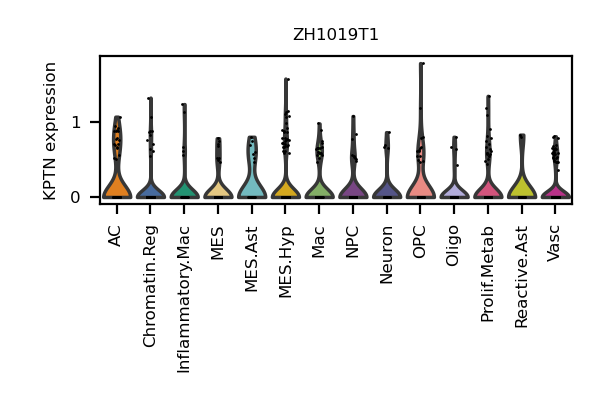 ZH1019T1
KPTN expression
1
0
AC
Chromatin.Reg
Inflammatory.Mac
MES
MES.Ast
MES.Hyp
Mac
NPC
Neuron
OPC
Oligo
Prolif.Metab
Reactive.Ast
Vasc